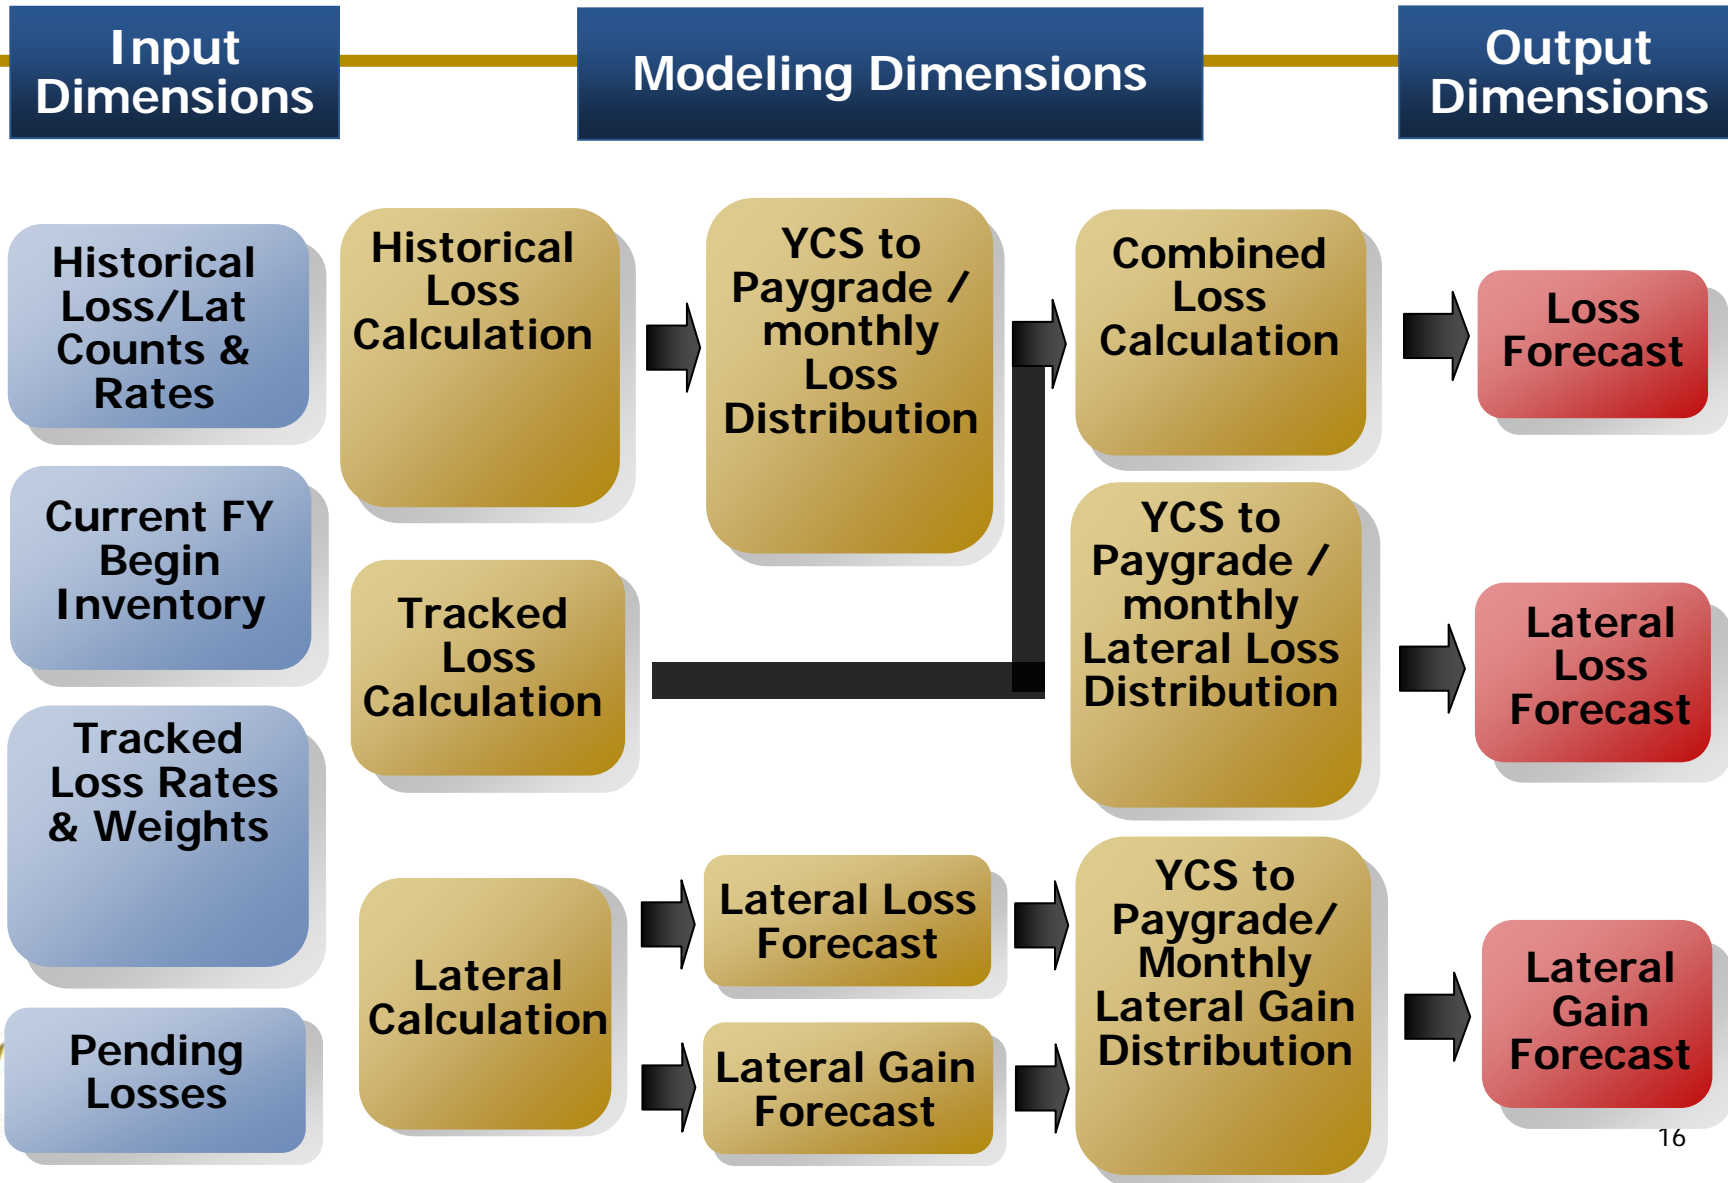 Input
Dimensions
Modeling Dimensions
Output
Dimensions
Historical
Loss/Lat
Counts &
Rates
Current FY
Begin
Inventory
Tracked
Loss Rates
& Weights
Pending
Losses
Historical
Loss
Calculation
Tracked
Loss
Calculation
Lateral
Calculation
YCS to
Paygrade /
monthly
Loss
Distribution
Lateral Loss
Forecast
Lateral Gain
Forecast
Combined
Loss
Calculation
YCS to
Paygrade /
monthly
Lateral Loss
Distribution
YCS to
Paygrade/
Monthly
Lateral Gain
Distribution
Loss
Forecast
Lateral
Loss
Forecast
Lateral
Gain
Forecast
16